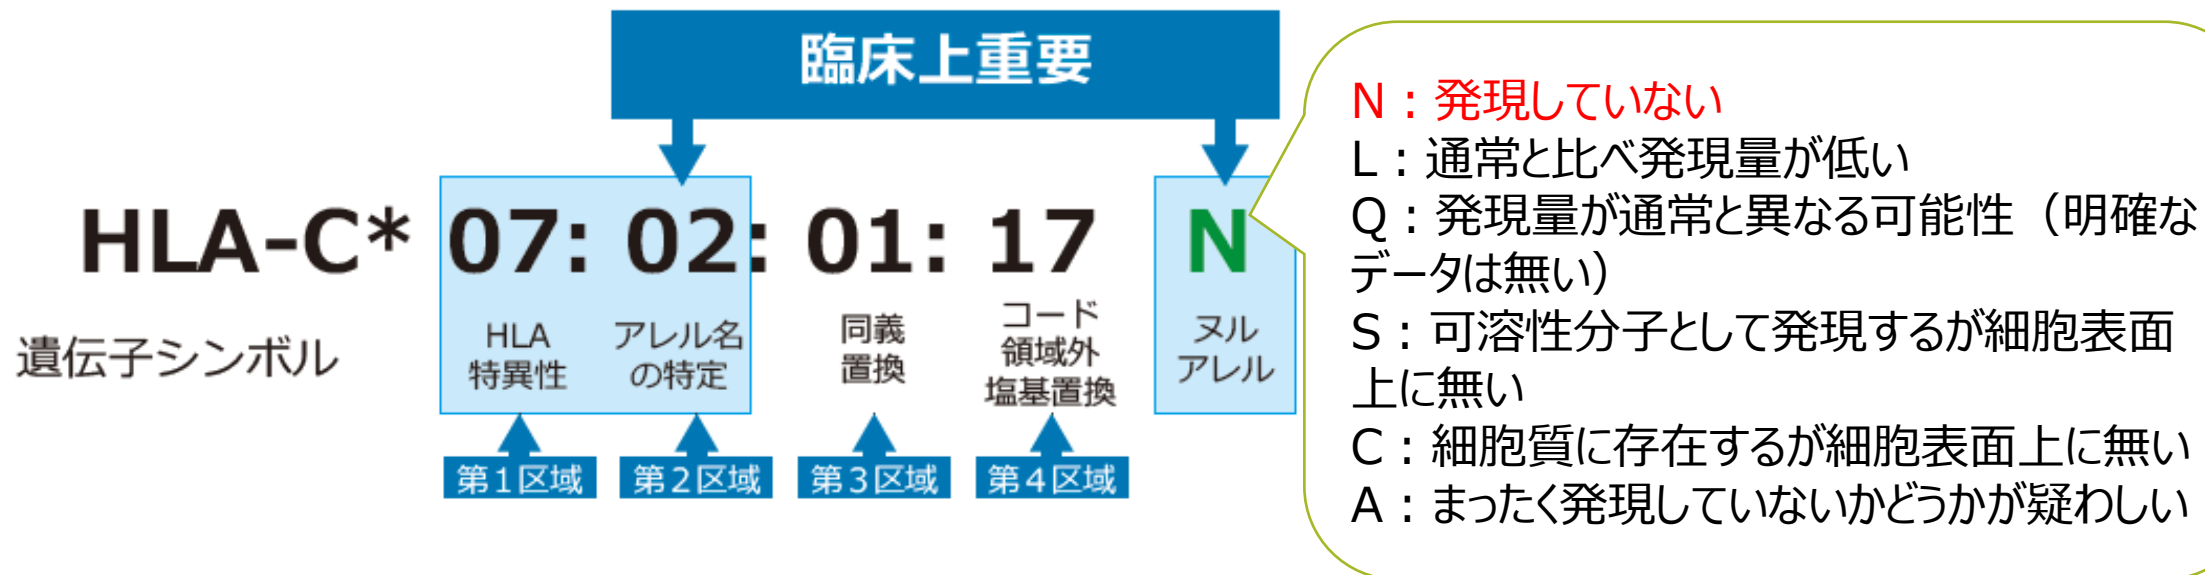 臨床上重要
HLA-C* 07: 02: 01: 17 N
遺伝子シンボル
HLA
特異性
アレル名
の特定
同義
置換
コード
領域外
塩基置換
ヌル
アレル
第1区域
第2区域
第3区域
第4区域
N：発現していない
L：通常と比べ発現量が低い
Q：発現量が通常と異なる可能性（明確な
データは無い）
S：可溶性分子として発現するが細胞表面
上に無い
C：細胞質に存在するが細胞表面上に無い
A：まったく発現していないかどうかが疑わしい